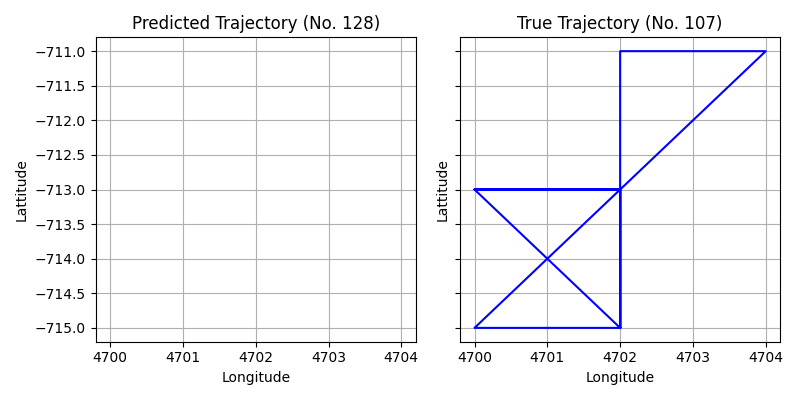 Predicted Trajectory (No. 128)
True Trajectory (No. 107)
−711.0
−711.5
−712.0
−712.5
−713.0
−713.5
−714.0
−714.5
−715.0
Lattitude
Lattitude
4700 4701 4702 4703 4704
4700 4701 4702 4703 4704
Longitude
Longitude